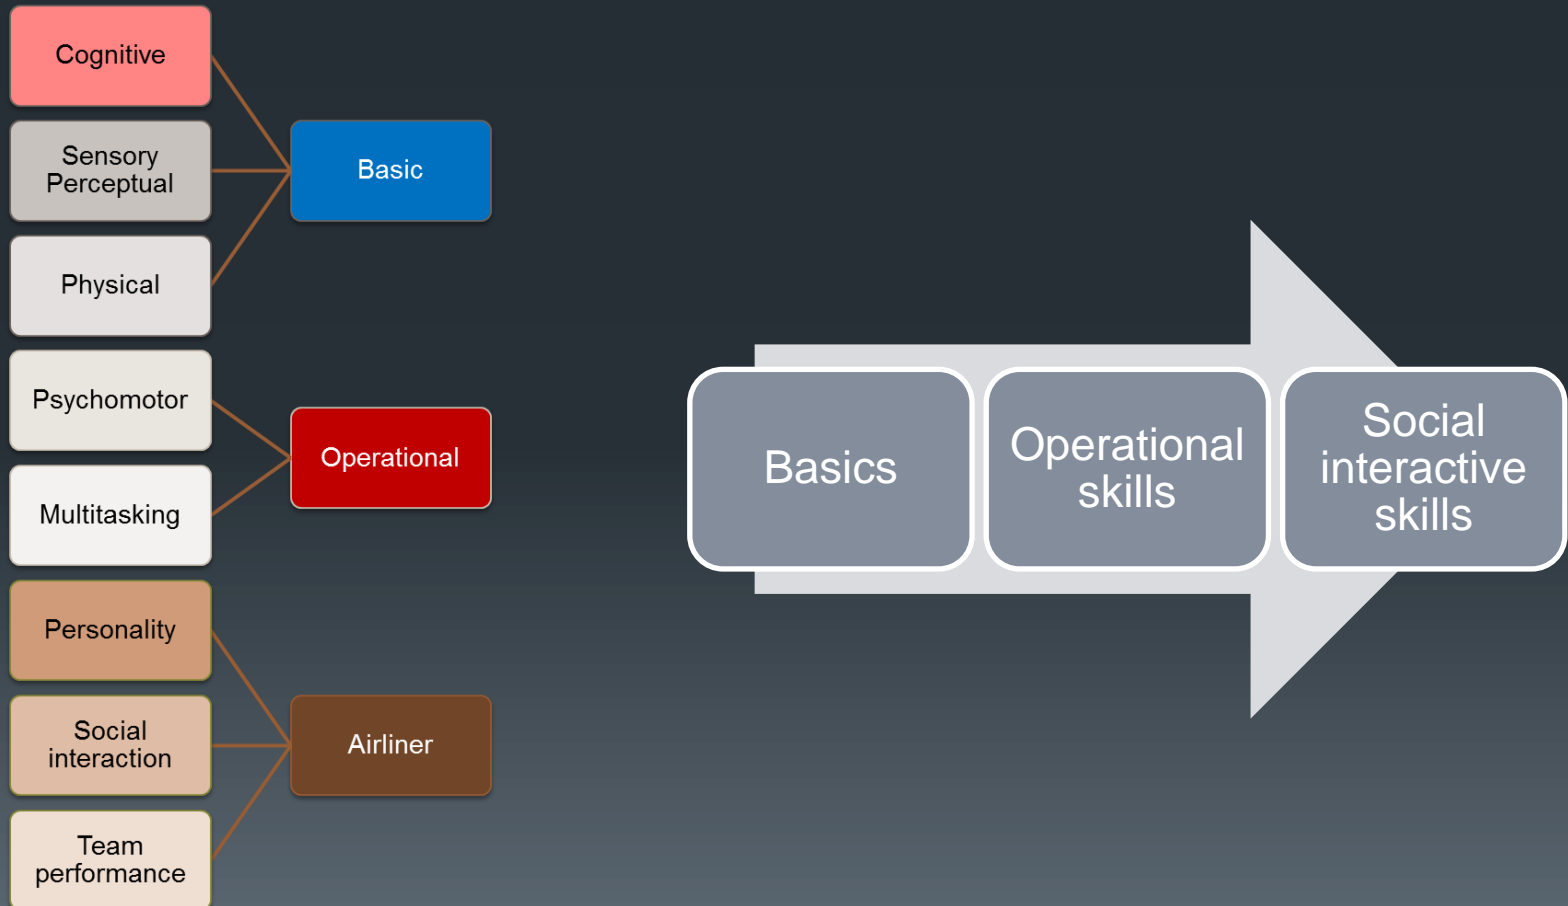 Cognitive
Sensory
Perceptual
Physical
Psychomotor
Multitasking
Personality
Social
interaction
Team
performance
Basic
Operational
Airliner
Basics
Operational
skills
Social
interactive
skills